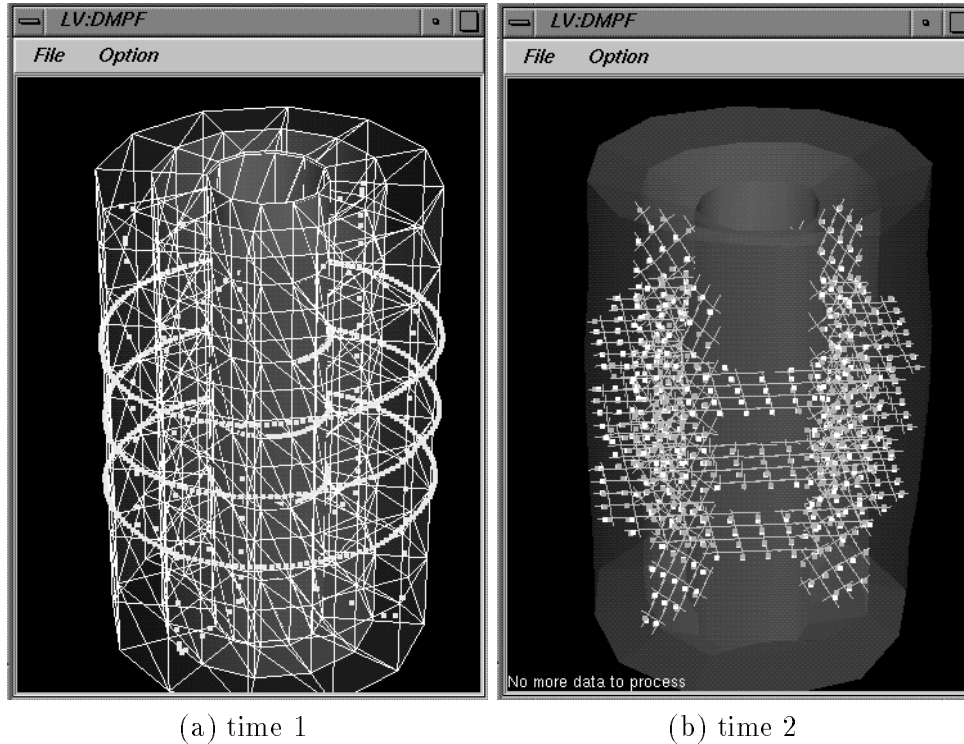 LV:DMPF
File Option
LV:DMPF
File Option
No more data to process
(a) time 1
(b) time 2